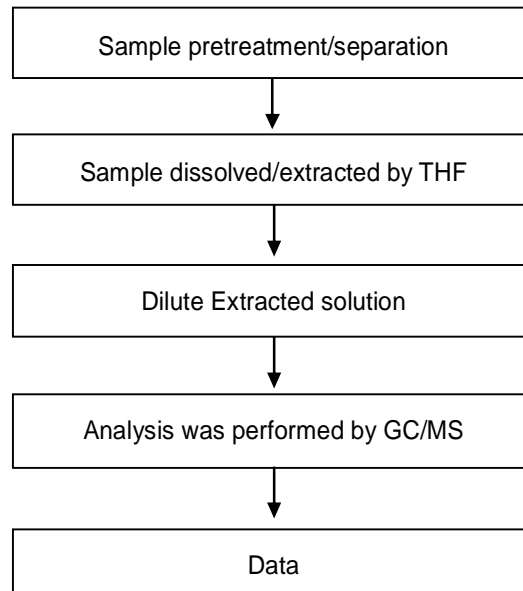 Sample pretreatment/separation
Sample dissolved/extracted by THF
Dilute Extracted solution
Analysis was performed by GC/MS
Data